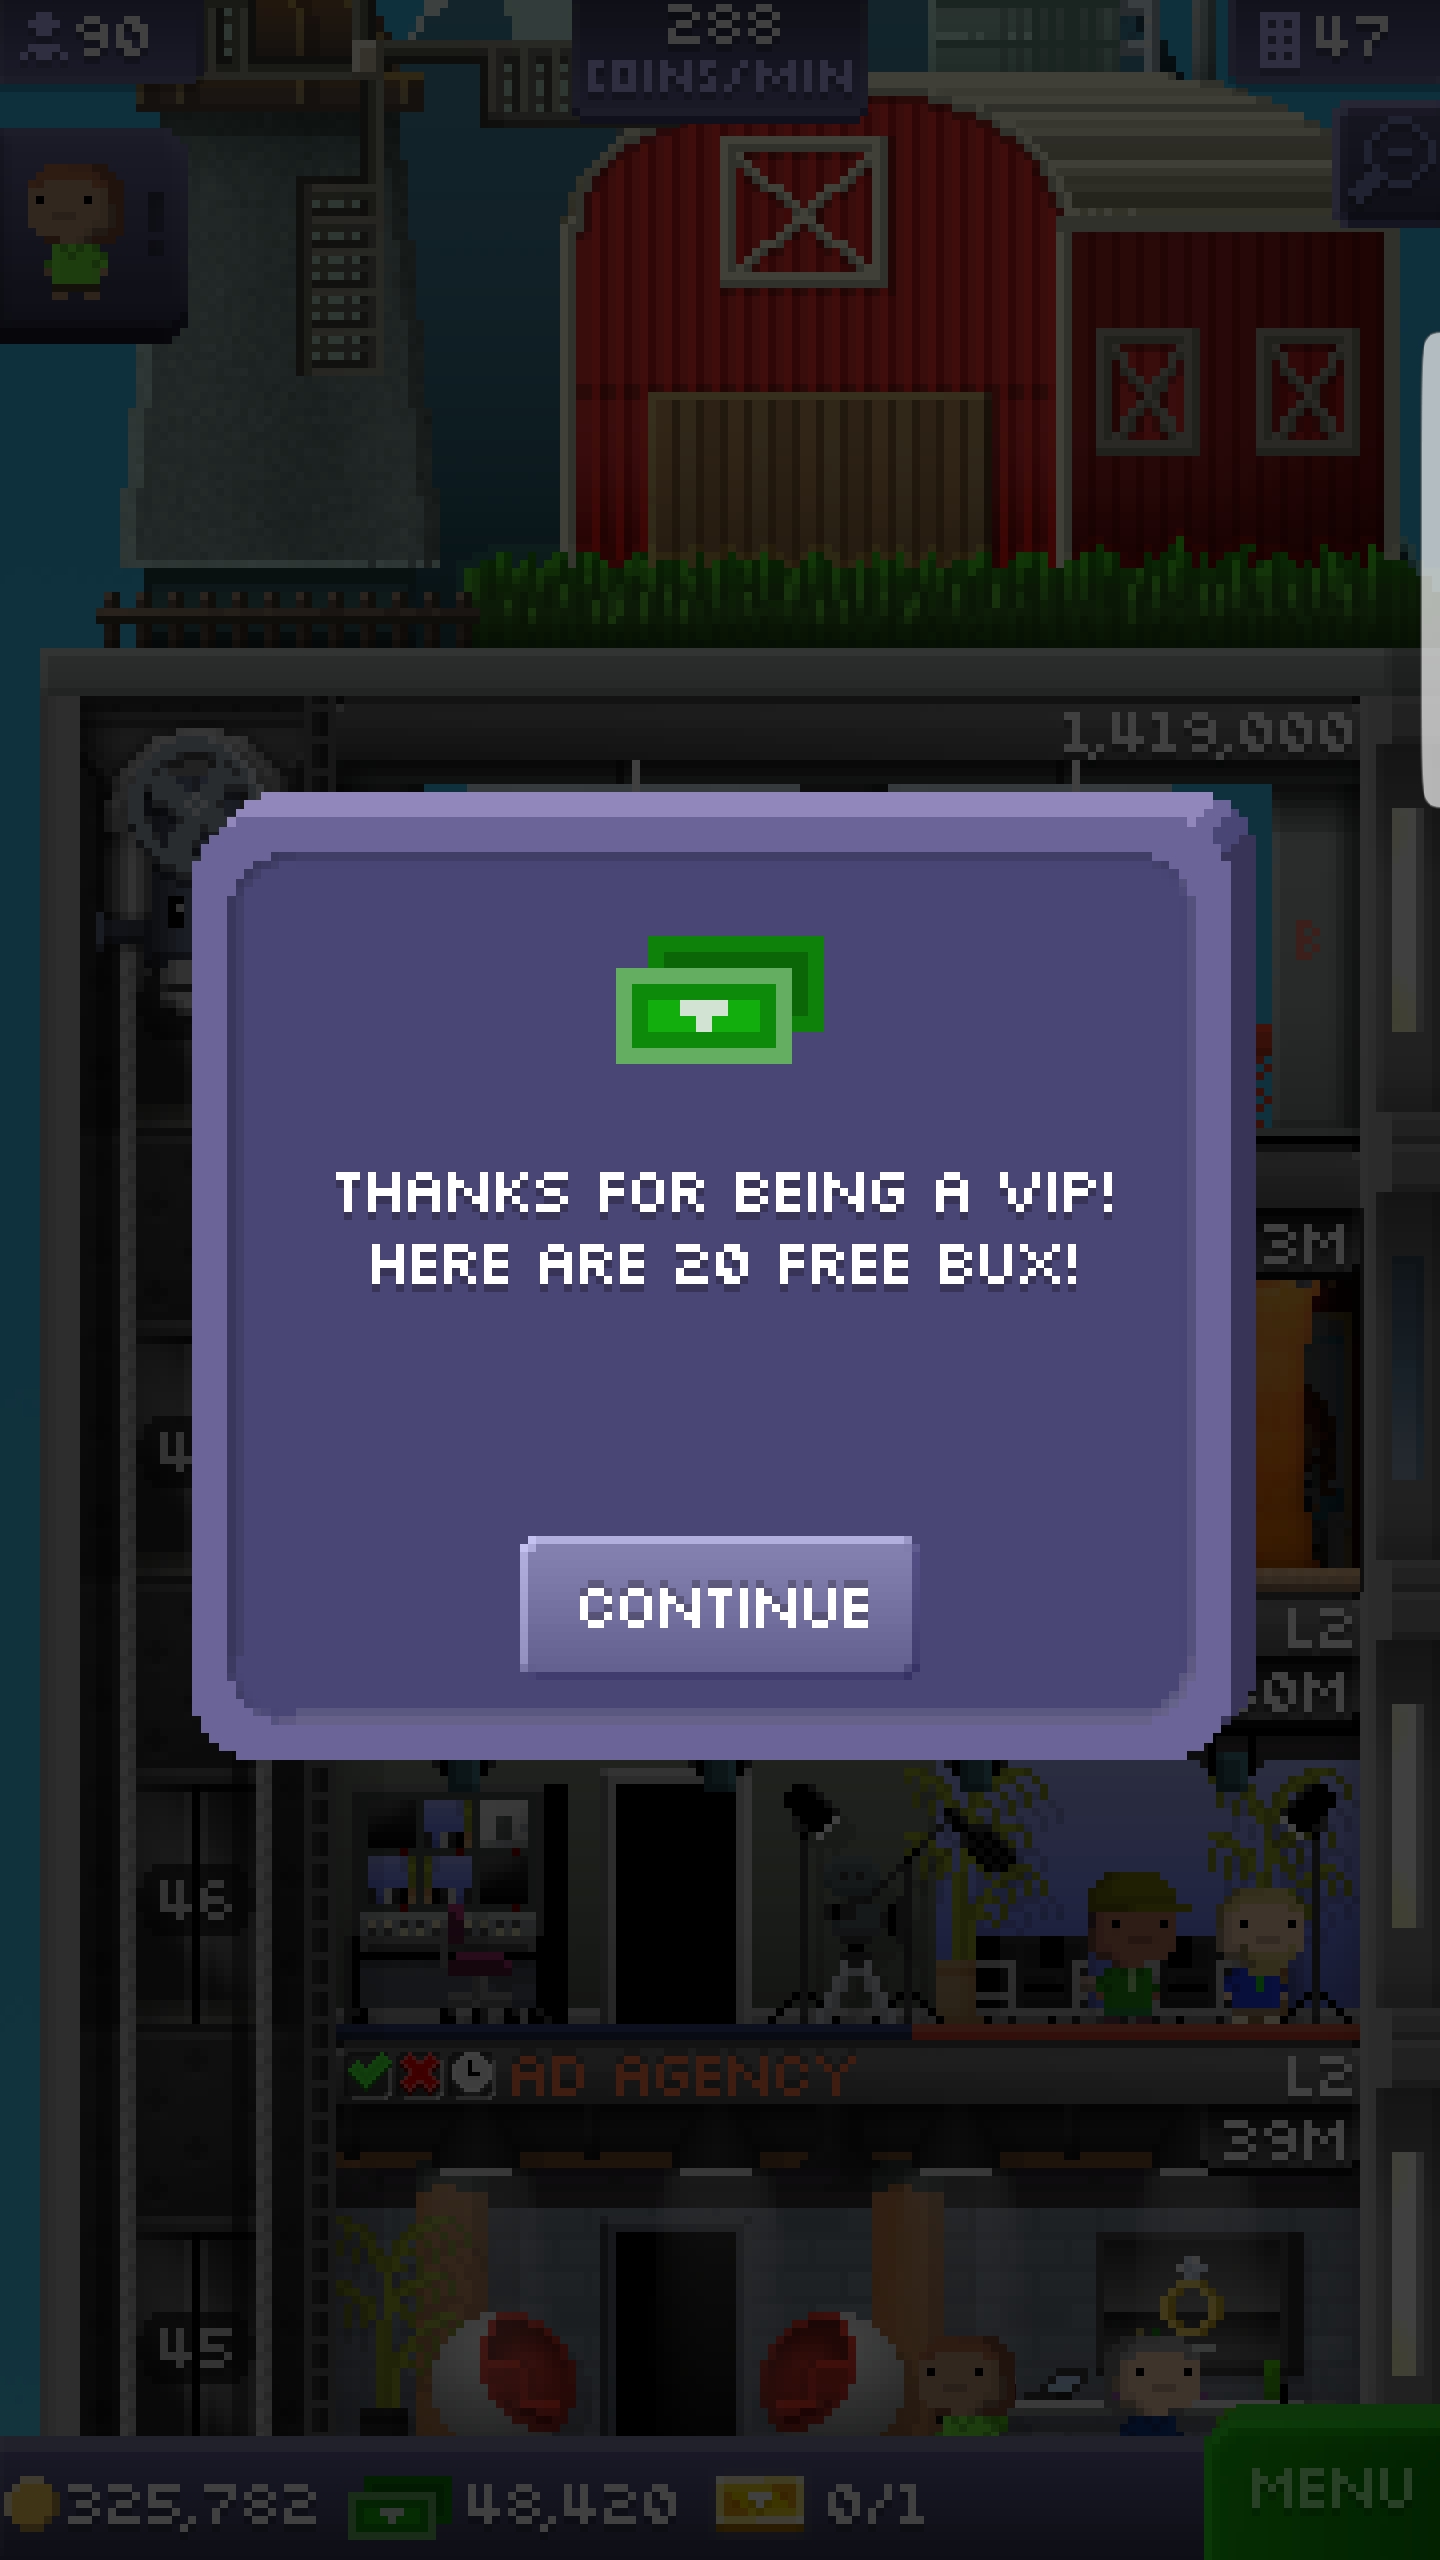 90
288
COINS/MIN
47
!
1,419,000
B
THANKS FOR BEING A VIP!
HERE ARE 20 FREE BUX!
CONTINUE
3M
L2
0M
46
AD AGENCY
L2
39M
45
325,782
48,420
0/1
MENU